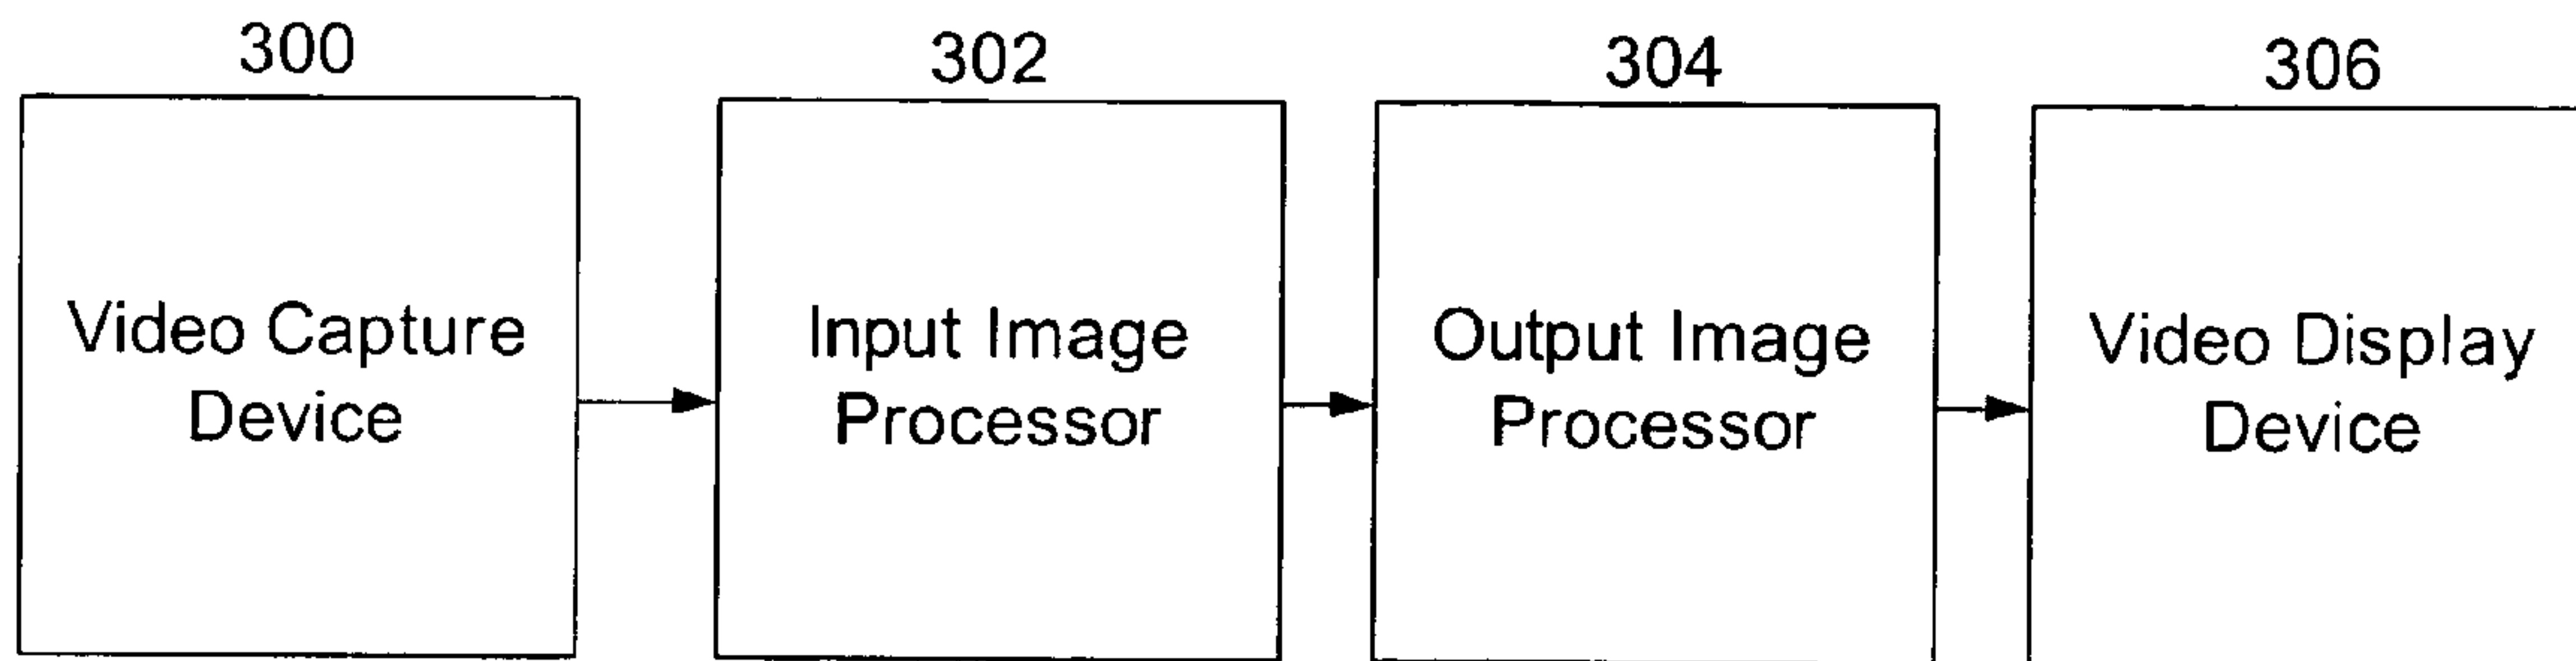 300
Video Capture
Device
302
Input Image
Processor
304
Output Image
Processor
306
Video Display
Device